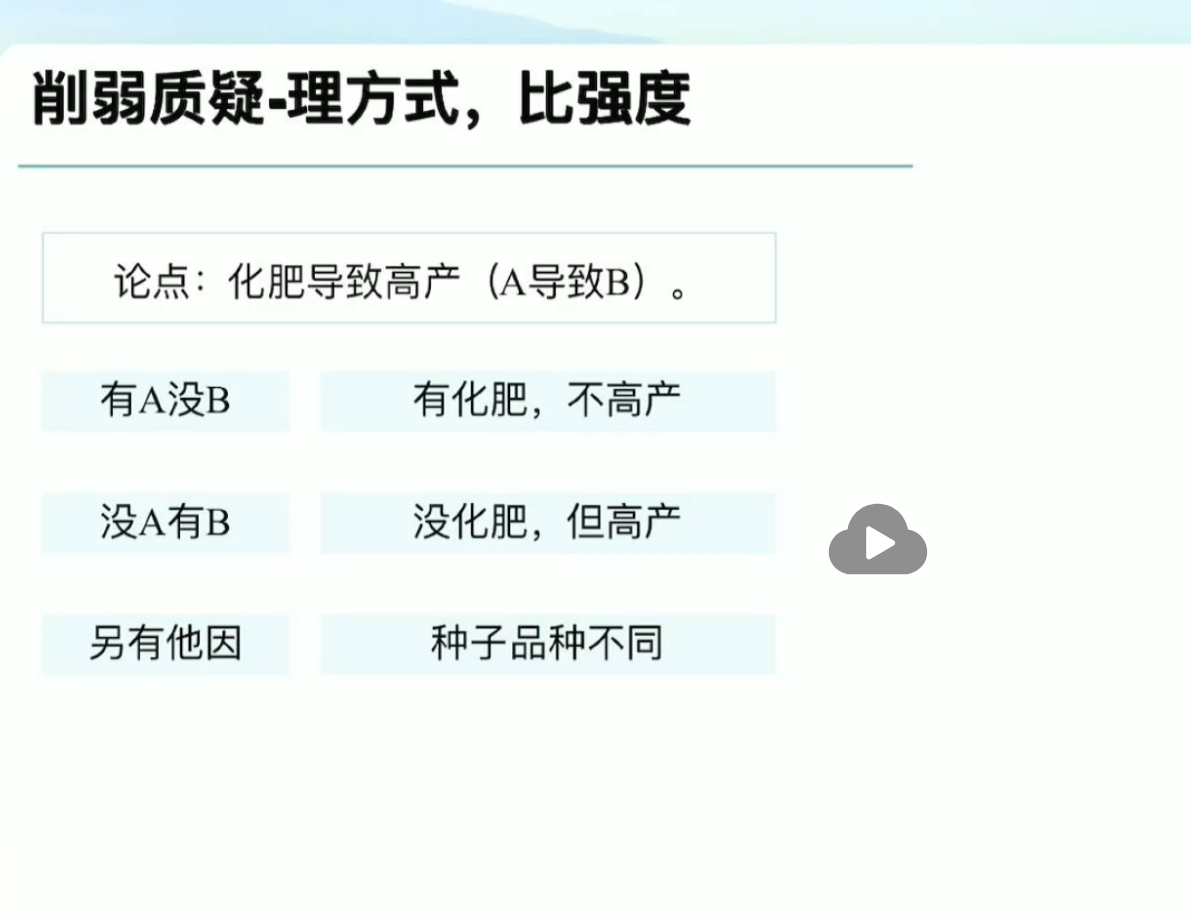 削弱质疑-理方式，比强度
论点：化肥导致高产（A导致B）。
有A没B
有化肥，不高产
没A有B
没化肥，但高产
另有他因
种子品种不同